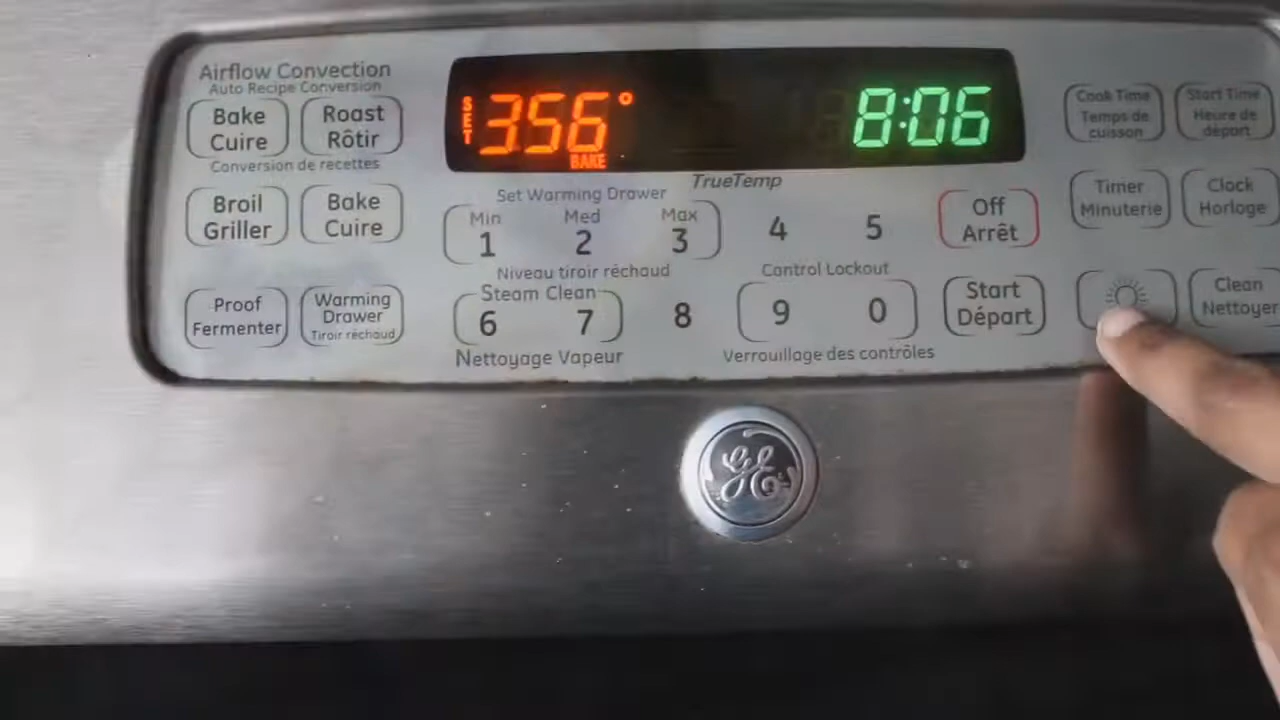 Airflow Convection
Auto Recipe Conversion
Bake
Cuire
Roast
Rôtir
Conversion de recettes
Broil
Griller
Bake
Cuire
Proof
Fermenter
Warming
Drawer
Tiroir réchaud
SET
356°
BAKE
8:06
TrueTemp
Set Warming Drawer
Min
1
Med
2
Max
3
4
5
Niveau tiroir réchaud
Control Lockout
Steam Clean
6
7
8
9
0
Nettoyage Vapeur
Verrouillage des contrôles
Off
Arrêt
Start
Départ
Cook Time
Temps de
cuisson
Start Time
Heure de
départ
Timer
Minuterie
Clock
Horloge
Clean
Nettoyer
GE